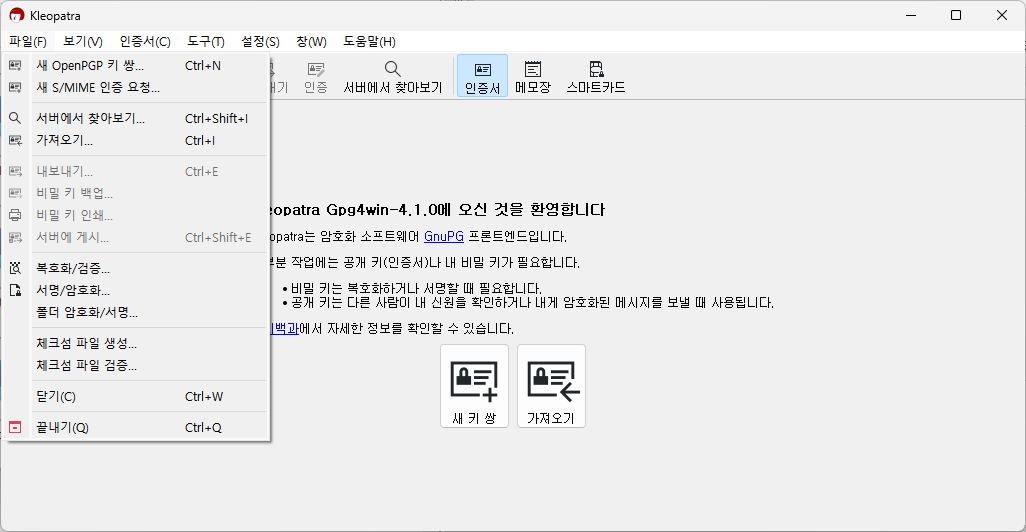 Kleopatra
파일(F) 보기(V) 인증서(C) 도구(T) 설정(S) 창(W) 도움말(H)
인증 서버에서 찾아보기 인증서 메모장 스마트카드
새 OpenPGP 키 쌍... Ctrl+N
새 S/MIME 인증 요청...
서버에서 찾아보기... Ctrl+Shift+I
가져오기... Ctrl+I
내보내기... Ctrl+E
비밀 키 백업...
비밀 키 인쇄...
서버에 게시... Ctrl+Shift+E
복호화/검증...
서명/암호화...
폴더 암호화/서명...
체크섬 파일 생성...
체크섬 파일 검증...
닫기(C) Ctrl+W
끝내기(Q) Ctrl+Q
eopatra Gpg4win-4.1.0에 오신 것을 환영합니다
opatra는 암호화 소프트웨어 GnuPG 프론트엔드입니다.
부분 작업에는 공개 키(인증서)나 내 비밀 키가 필요합니다.
• 비밀 키는 복호화하거나 서명할 때 필요합니다.
• 공개 키는 다른 사람이 내 신원을 확인하거나 내게 암호화된 메시지를 보낼 때 사용됩니다.
백과에서 자세한 정보를 확인할 수 있습니다.
새 키 쌍 가져오기